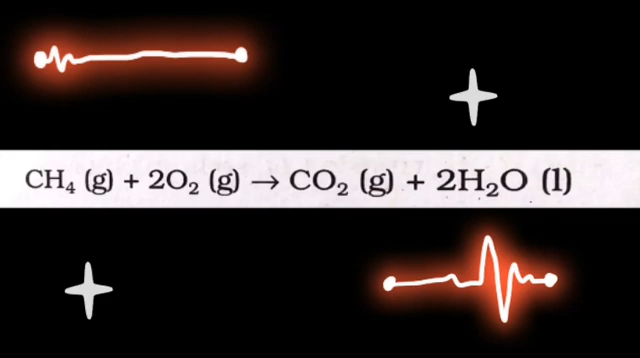 CH₄ (g) + 2O₂ (g) → CO₂ (g) + 2H₂O (l)